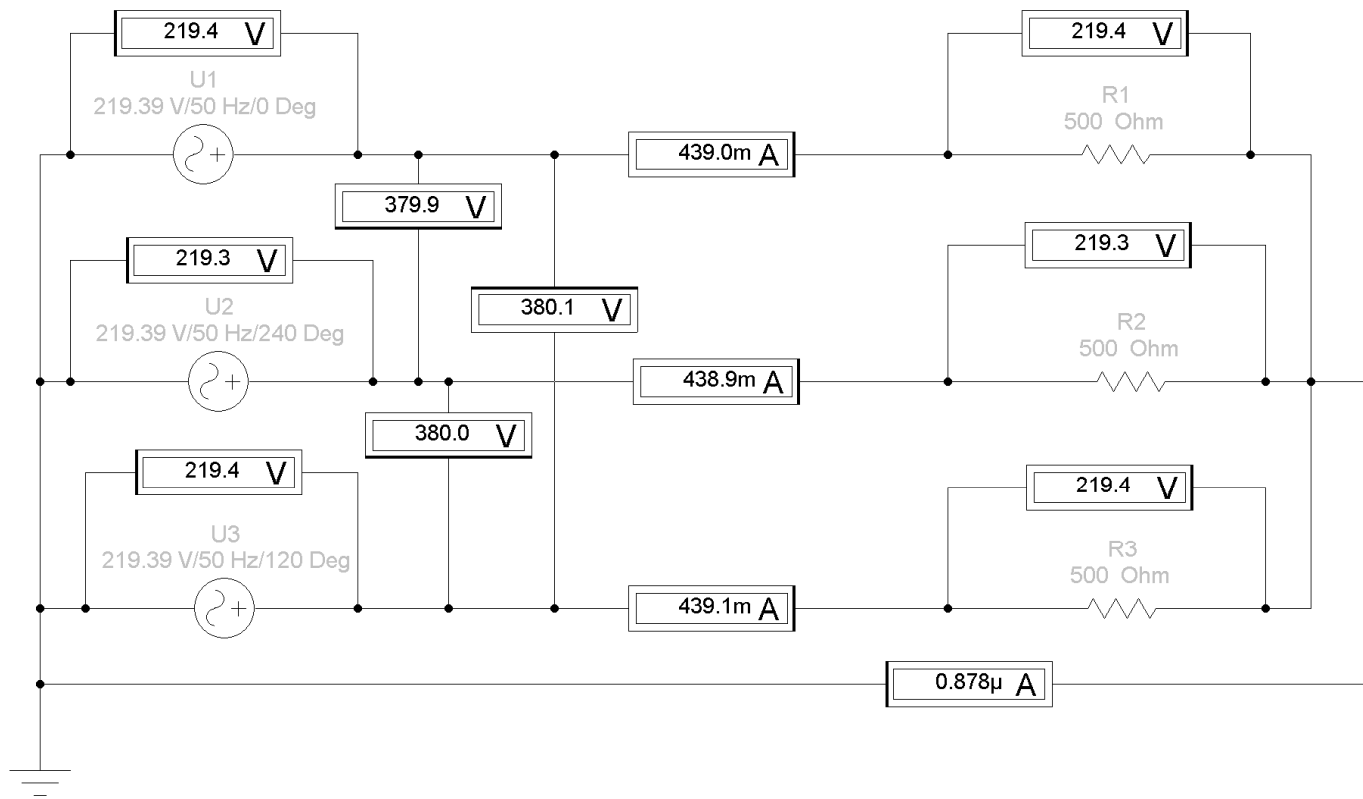 219.4 V
219.4 V
U1
219.39 V/50 Hz/0 Deg
R1
500 Ohm
439.0m A
379.9 V
219.3 V
219.3 V
380.1 V
U2
219.39 V/50 Hz/240 Deg
R2
500 Ohm
438.9m A
380.0 V
219.4 V
219.4 V
U3
219.39 V/50 Hz/120 Deg
R3
500 Ohm
439.1m A
0.878µ A